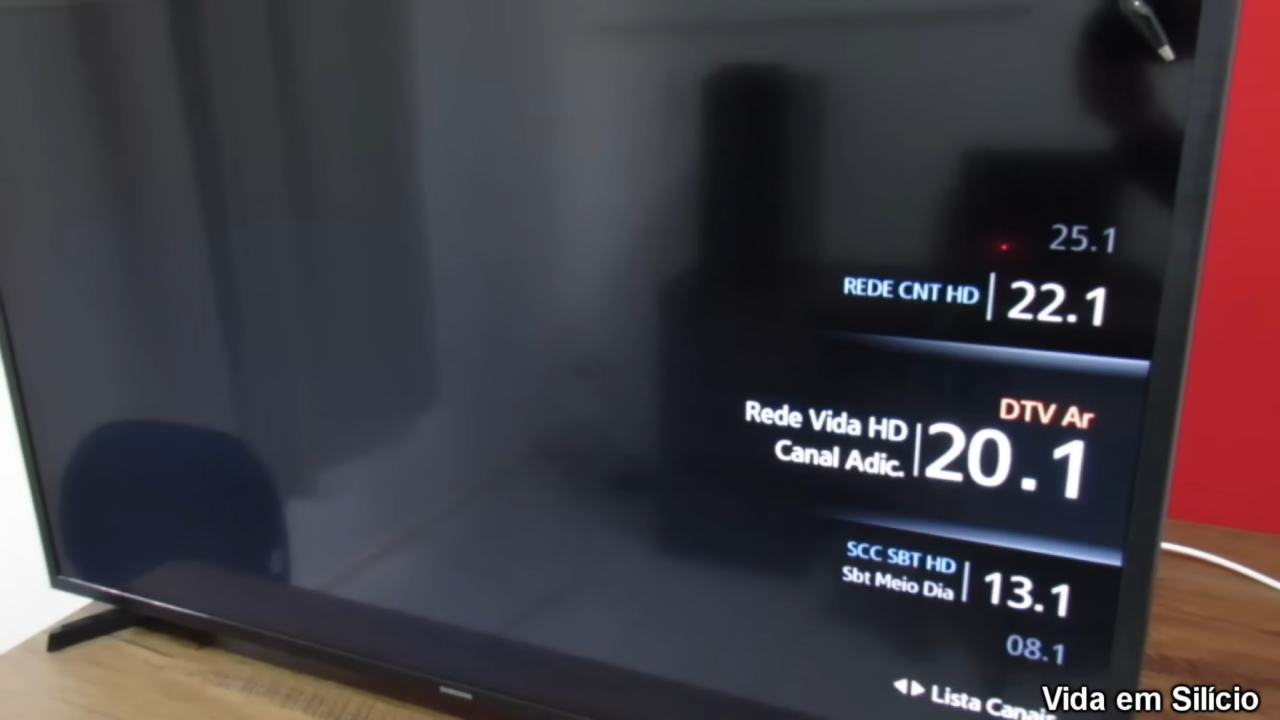 25.1
REDE CNT HD 22.1
DTV Ar
Rede Vida HD
Canal Adic. 20.1
SCC SBT HD
Sbt Meio Dia 13.1
08.1
Lista Canais
SAMSUNG
Vida em Silício